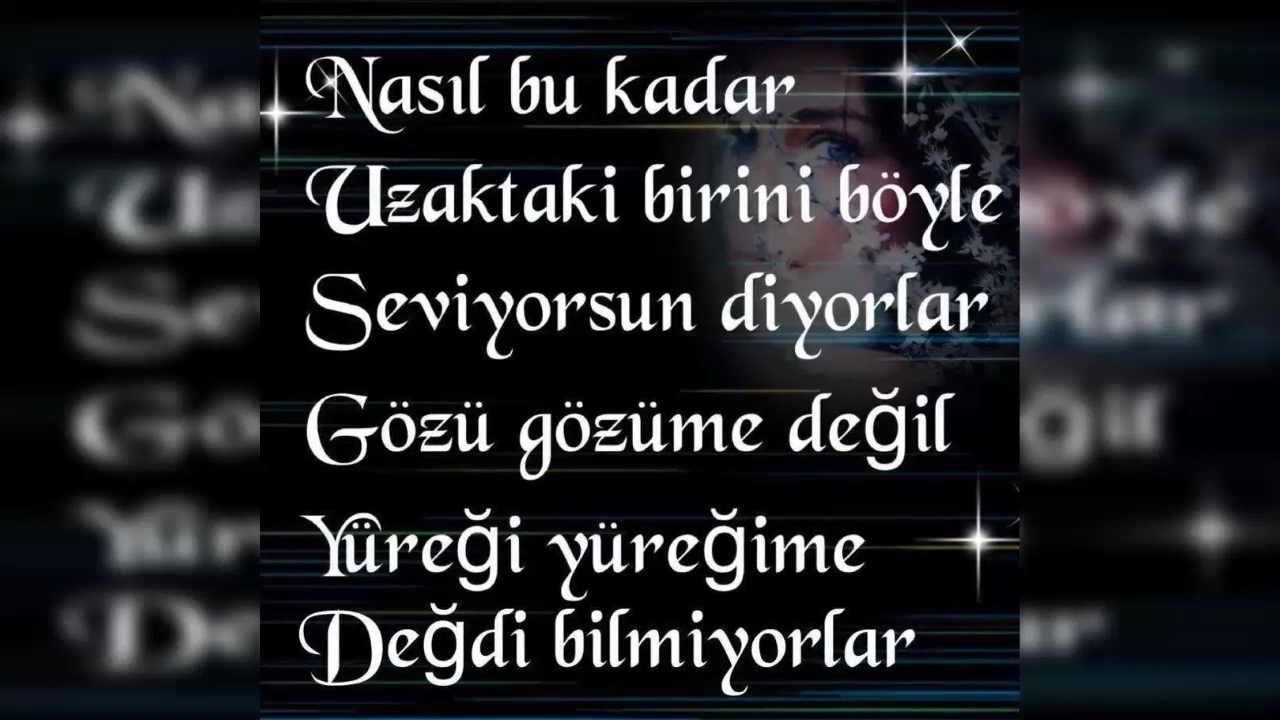 Nasıl bu kadar
Uzaktaki birini böyle
Seviyorsun diyorlar
Gözü gözüme değil
Yüreği yüreğime
Değdi bilmiyorlar